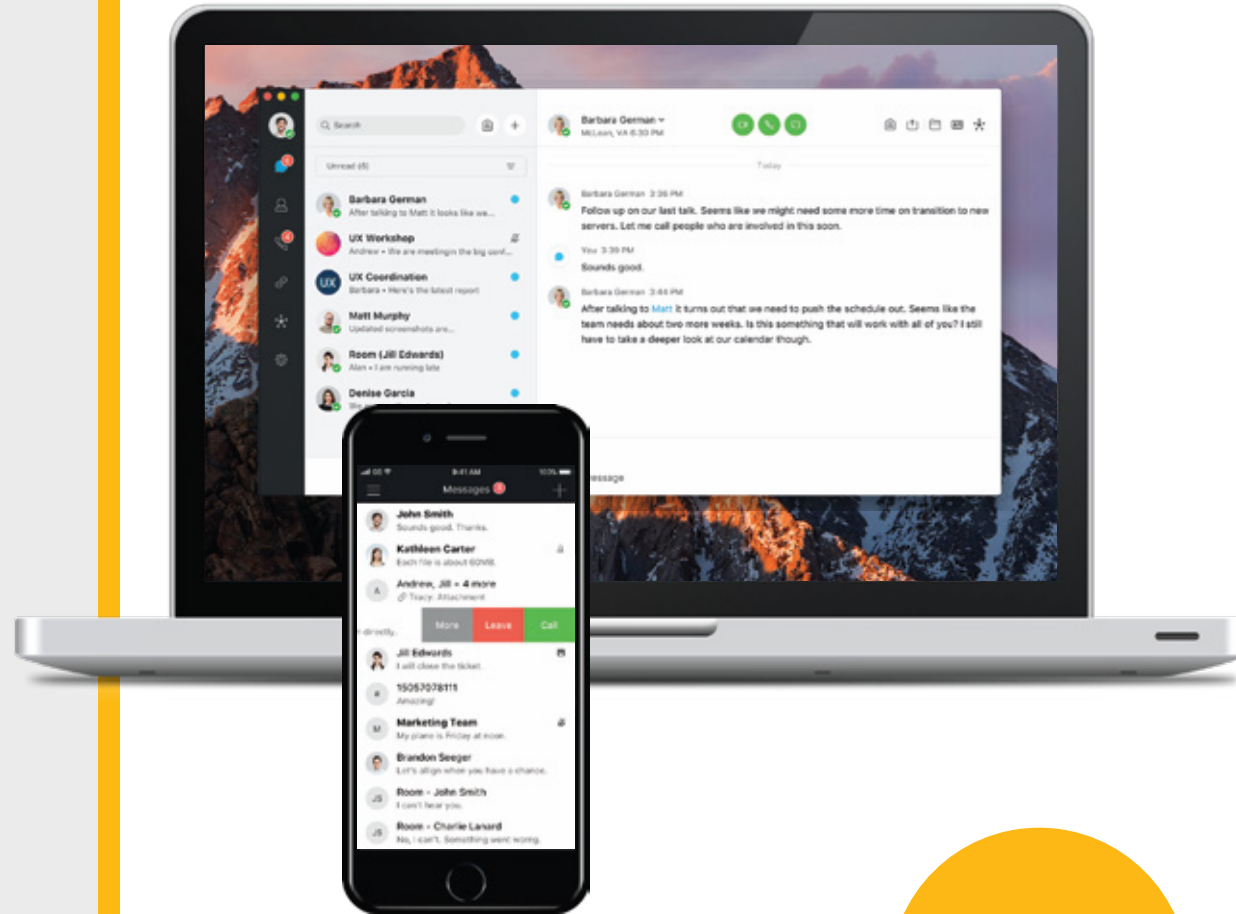 Search
Unread (6)
Barbara German
After talking to Matt it looks like we...
UX Workshop
Andrew • We are meetingin the big conf...
UX
UX Coordination
Barbara • Here's the latest report
Matt Murphy
Updated screenshots are...
Room (Jill Edwards)
Alan • I am running late
Denise Garcia
Barbara German
McLean, VA 6:30 PM
Today
Barbara German 3:36 PM
Follow up on our last talk. Seems like we might need some more time on transition to new
servers. Let me call people who are involved in this soon.
You 3:39 PM
Sounds good.
Barbara German 3:44 PM
After talking to Matt it turns out that we need to push the schedule out. Seems like the
team needs about two more weeks. Is this something that will work with all of you? I still
have to take a deeper look at our calendar though.
9:41 AM
100%
Messages 3
John Smith
Sounds good. Thanks.
Kathleen Carter
Each file is about 60MB.
A
Andrew, Jill + 4 more
Tracy: Attachment
directly.
More
Leave
Call
Jill Edwards
I will close the ticket.
#
15057078111
Amazing!
M
Marketing Team
My plane is Friday at noon.
Brandon Seeger
Let's align when you have a chance.
JS
Room - John Smith
I can't hear you.
JS
Room - Charlie Lanard
No, I can't. Something went worng.